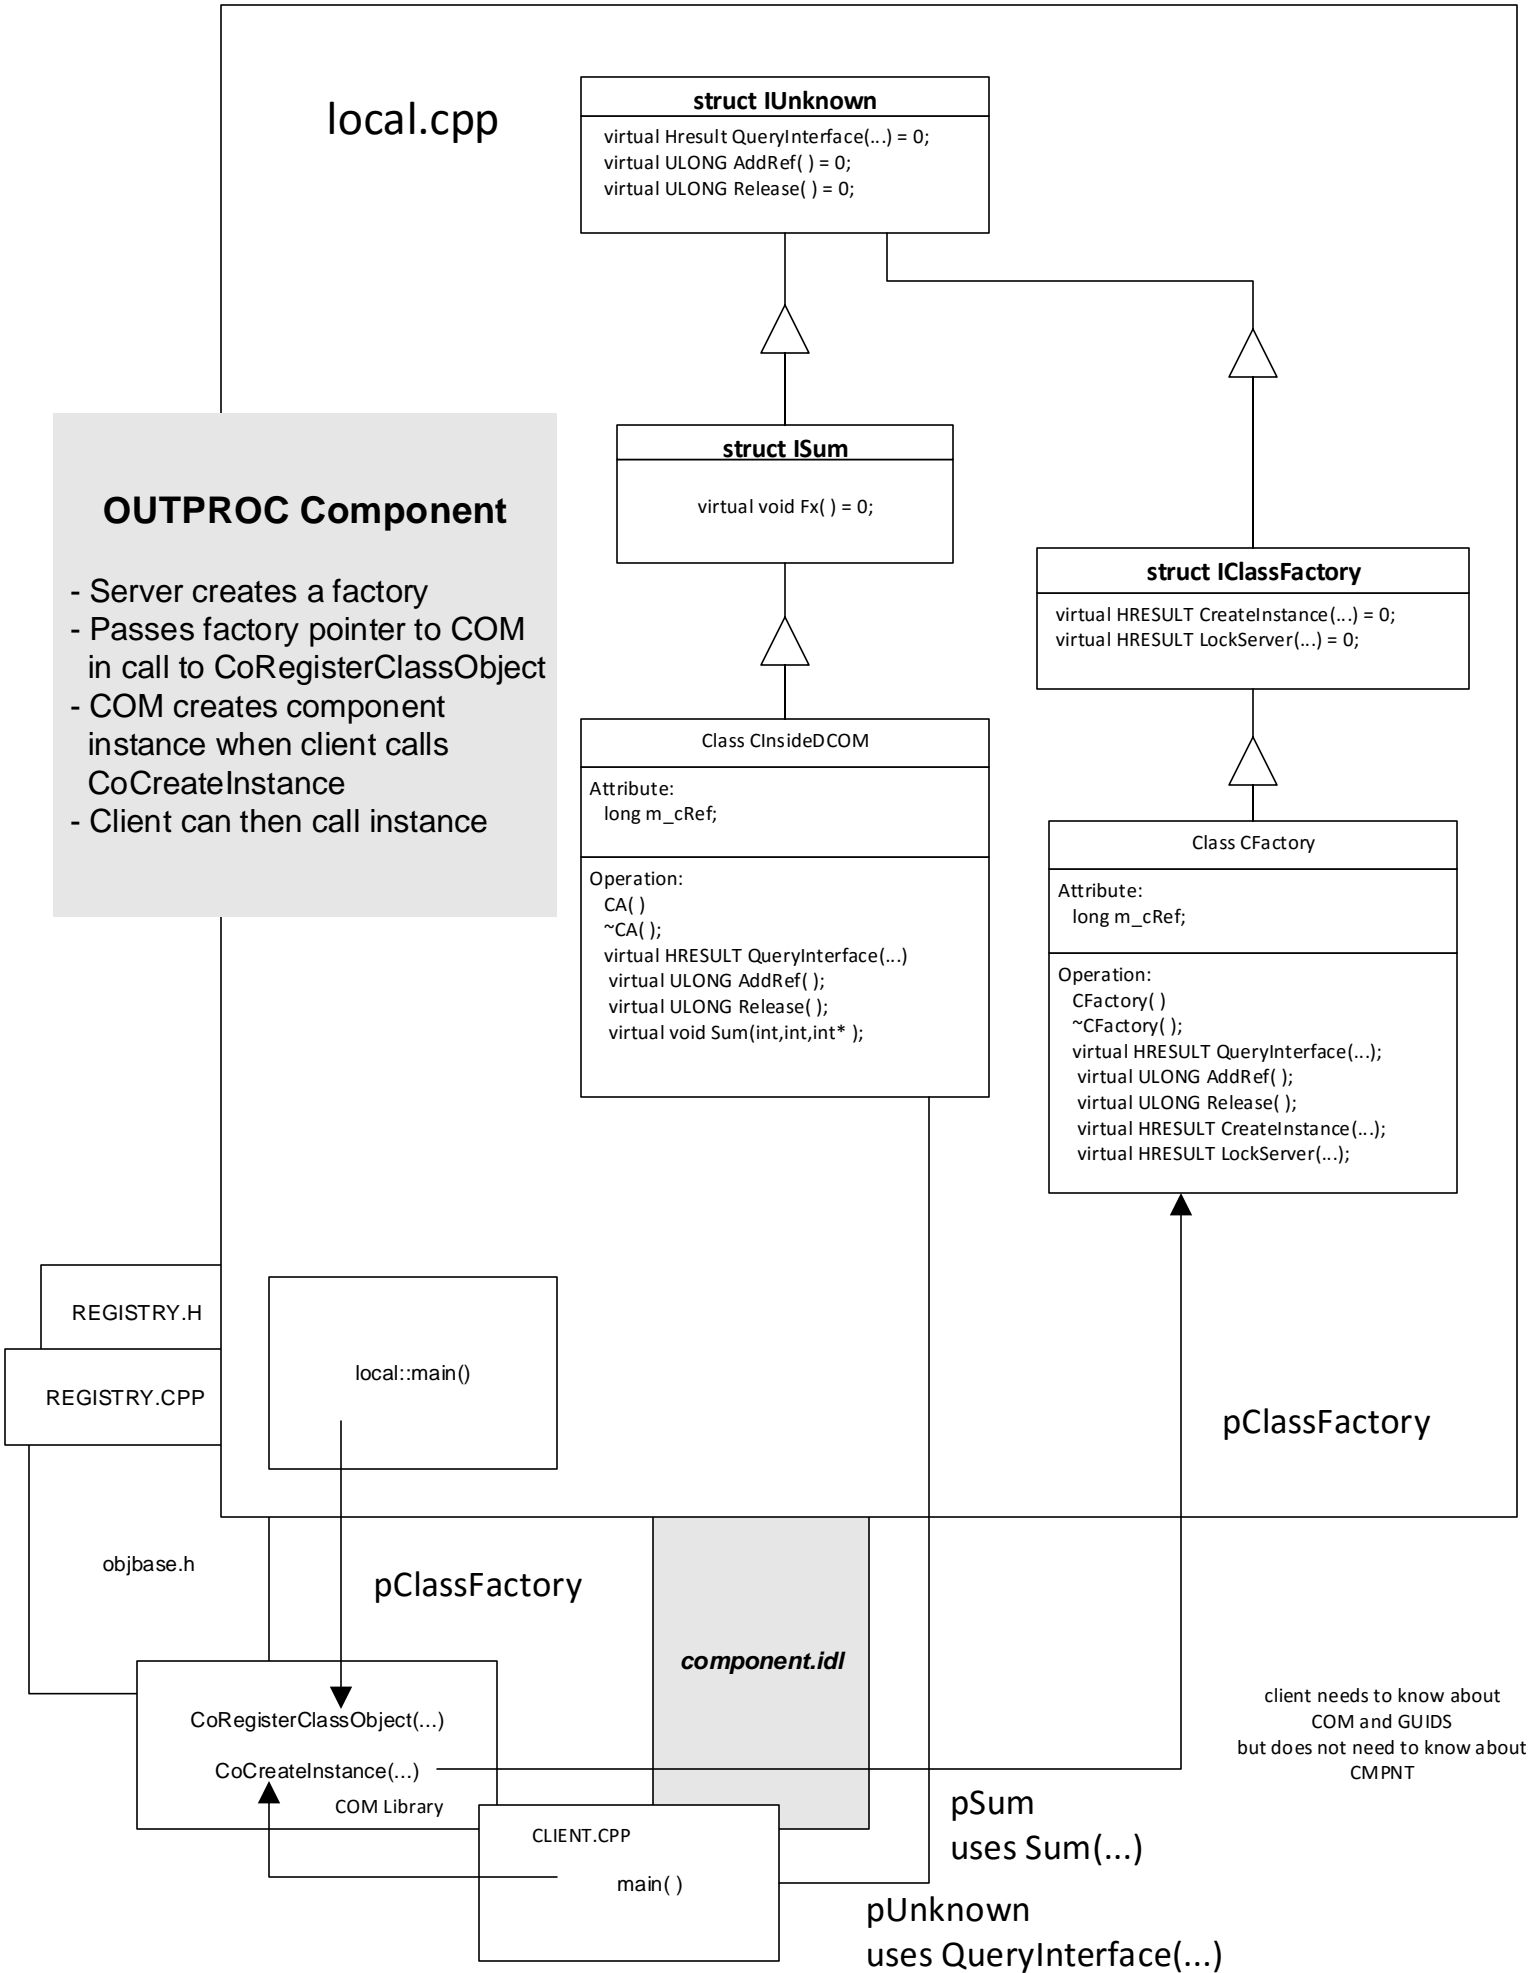 local.cpp
struct IUnknown
virtual Hresult QueryInterface(...) = 0;
virtual ULONG AddRef( ) = 0;
virtual ULONG Release( ) = 0;
struct ISum
virtual void Fx( ) = 0;
struct IClassFactory
virtual HRESULT CreateInstance(...) = 0;
virtual HRESULT LockServer(...) = 0;
OUTPROC Component
- Server creates a factory
- Passes factory pointer to COM
in call to CoRegisterClassObject
- COM creates component
instance when client calls
CoCreateInstance
- Client can then call instance
Class CInsideDCOM
Attribute:
long m_cRef;
Operation:
CA( )
~CA( );
virtual HRESULT QueryInterface(...)
virtual ULONG AddRef( );
virtual ULONG Release( );
virtual void Sum(int,int,int* );
Class CFactory
Attribute:
long m_cRef;
Operation:
CFactory( )
~CFactory( );
virtual HRESULT QueryInterface(...);
virtual ULONG AddRef( );
virtual ULONG Release( );
virtual HRESULT CreateInstance(...);
virtual HRESULT LockServer(...);
REGISTRY.H
REGISTRY.CPP
local::main()
pClassFactory
objbase.h
pClassFactory
component.idl
CoRegisterClassObject(...)
CoCreateInstance(...)
COM Library
client needs to know about
COM and GUIDS
but does not need to know about
CMPNT
CLIENT.CPP
main( )
pSum
uses Sum(...)
pUnknown
uses QueryInterface(...)